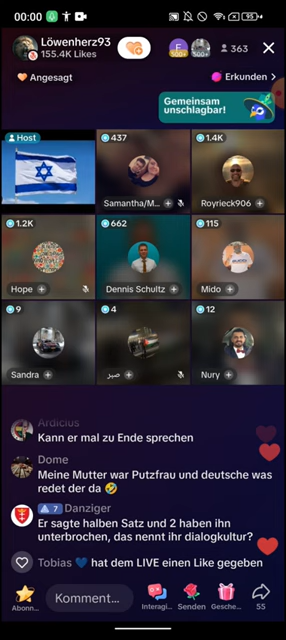 00:00
95
Löwenherz93
155.4K Likes
500+
500+
363
Angesagt
Erkunden
Gemeinsam
unschlagbar!
Host
437
1.4K
Samantha/M...
Royrieck906
1.2K
662
115
Hope
Dennis Schultz
Mido
9
4
12
Sandra
صبر
Nury
Ardicius
Kann er mal zu Ende sprechen
Dome
Meine Mutter war Putzfrau und deutsche was
redet der da 🤣
7 Danziger
Er sagte halben Satz und 2 haben ihn
unterbrochen, das nennt ihr dialogkultur?
Tobias 💙 hat dem LIVE einen Like gegeben
Abonn...
Komment...
Interagi...
Senden
Gesche...
55